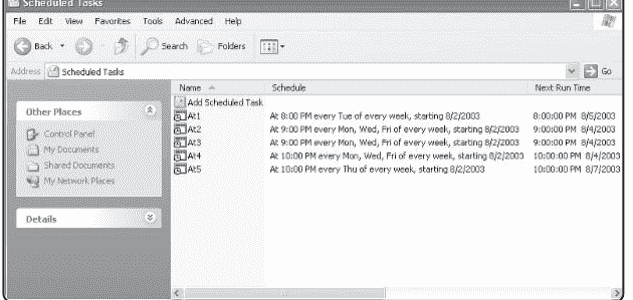 Scheduled Tasks
File Edit View Favorites Tools Advanced Help
Back Search Folders
Address Scheduled Tasks Go
Name Schedule Next Run Time
Add Scheduled Task
At1 At 8:00 PM every Tue of every week, starting 8/2/2003 8:00:00 PM 8/5/2003
At2 At 9:00 PM every Mon, Wed, Fri of every week, starting 8/2/2003 9:00:00 PM 8/4/2003
At3 At 9:00 PM every Mon, Wed, Fri of every week, starting 8/2/2003 9:00:00 PM 8/4/2003
At4 At 10:00 PM every Mon, Wed, Fri of every week, starting 8/2/2003 10:00:00 PM 8/4/2003
At5 At 10:00 PM every Thu of every week, starting 8/2/2003 10:00:00 PM 8/7/2003
Other Places
Control Panel
My Documents
Shared Documents
My Network Places
Details